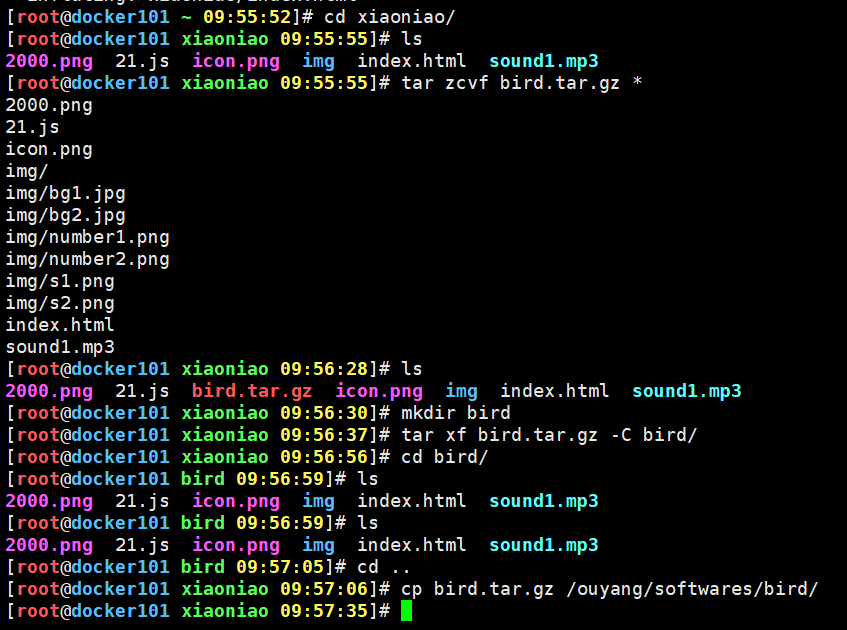 [root@docker101 ~ 09:55:52]# cd xiaoniao/
[root@docker101 xiaoniao 09:55:55]# ls
2000.png  21.js  icon.png  img  index.html  sound1.mp3
[root@docker101 xiaoniao 09:55:55]# tar zcvf bird.tar.gz *
2000.png
21.js
icon.png
img/
img/bg1.jpg
img/bg2.jpg
img/number1.png
img/number2.png
img/s1.png
img/s2.png
index.html
sound1.mp3
[root@docker101 xiaoniao 09:56:28]# ls
2000.png  21.js  bird.tar.gz  icon.png  img  index.html  sound1.mp3
[root@docker101 xiaoniao 09:56:30]# mkdir bird
[root@docker101 xiaoniao 09:56:37]# tar xf bird.tar.gz -C bird/
[root@docker101 xiaoniao 09:56:56]# cd bird/
[root@docker101 bird 09:56:59]# ls
2000.png  21.js  icon.png  img  index.html  sound1.mp3
[root@docker101 bird 09:56:59]# ls
2000.png  21.js  icon.png  img  index.html  sound1.mp3
[root@docker101 bird 09:57:05]# cd ..
[root@docker101 xiaoniao 09:57:06]# cp bird.tar.gz /ouyang/softwares/bird/
[root@docker101 xiaoniao 09:57:35]#